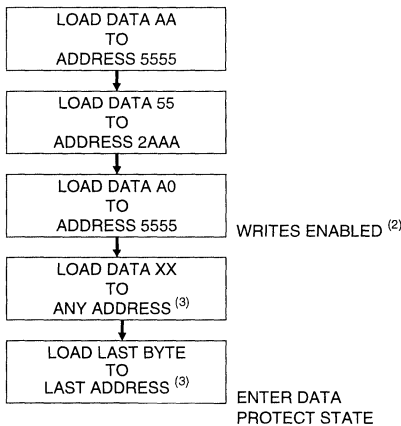 LOAD DATA AA
TO
ADDRESS 5555
LOAD DATA 55
TO
ADDRESS 2AAA
LOAD DATA A0
TO
ADDRESS 5555
WRITES ENABLED (2)
LOAD DATA XX
TO
ANY ADDRESS (3)
LOAD LAST BYTE
TO
LAST ADDRESS (3)
ENTER DATA
PROTECT STATE